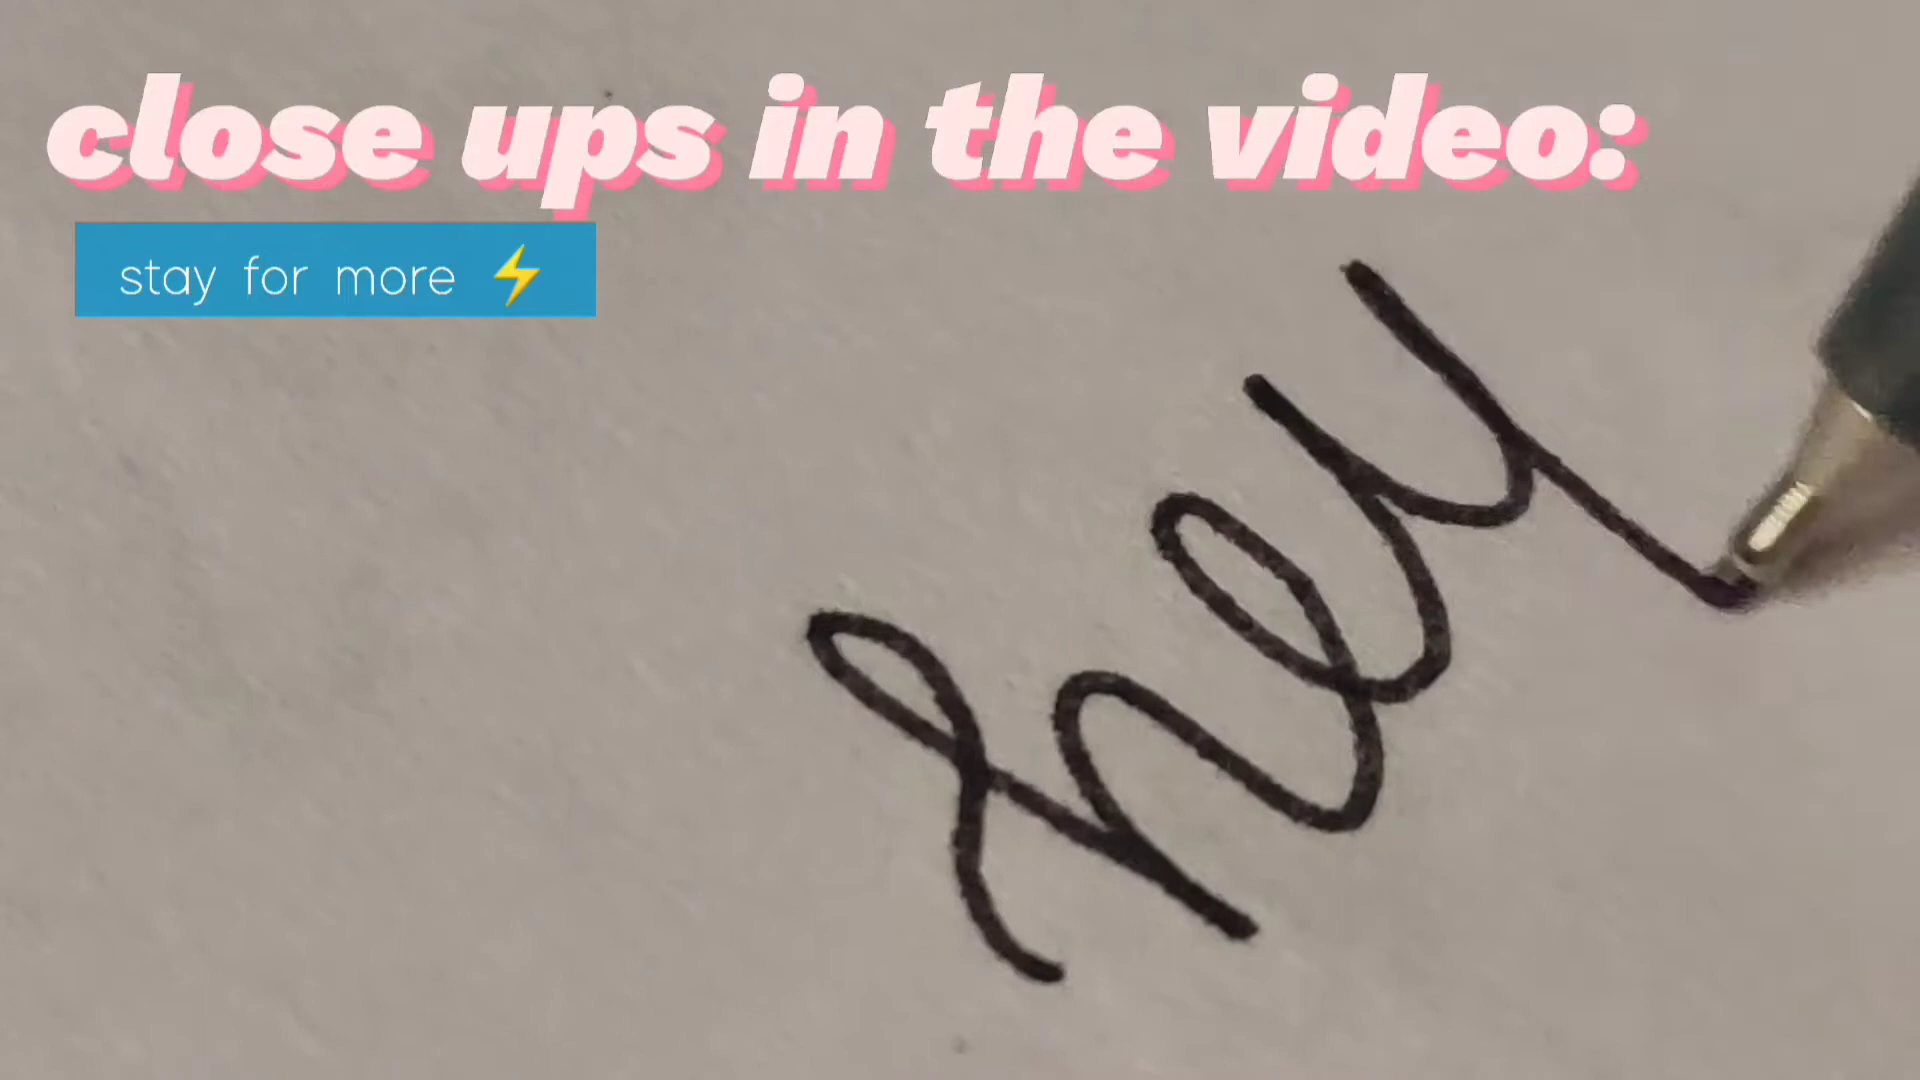 close ups in the video:
stay for more ⚡
hey